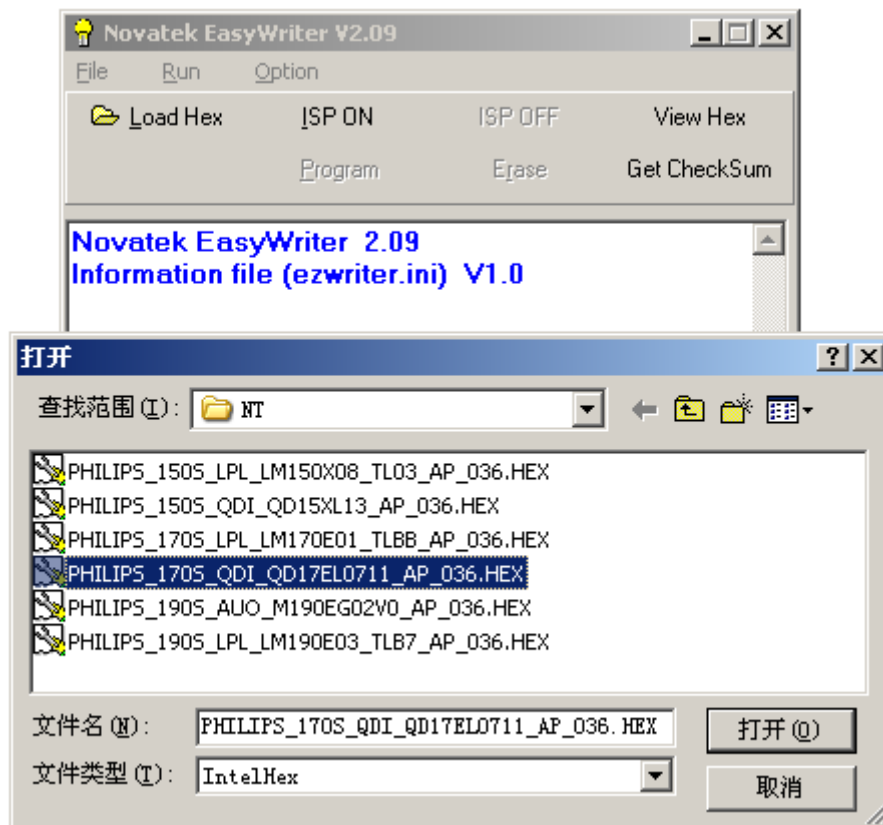 Novatek EasyWriter V2.09
File Run Option
Load Hex ISP ON ISP OFF View Hex
Program Erase Get CheckSum
Novatek EasyWriter 2.09
Information file (ezwriter.ini) V1.0
打开
查找范围(I): NT
PHILIPS_150S_LPL_LM150X08_TL03_AP_036.HEX
PHILIPS_150S_QDI_QD15XL13_AP_036.HEX
PHILIPS_170S_LPL_LM170E01_TLBB_AP_036.HEX
PHILIPS_170S_QDI_QD17EL0711_AP_036.HEX
PHILIPS_190S_AUO_M190EG02V0_AP_036.HEX
PHILIPS_190S_LPL_LM190E03_TLB7_AP_036.HEX
文件名(N): PHILIPS_170S_QDI_QD17EL0711_AP_036.HEX 打开(O)
文件类型(T): IntelHex 取消